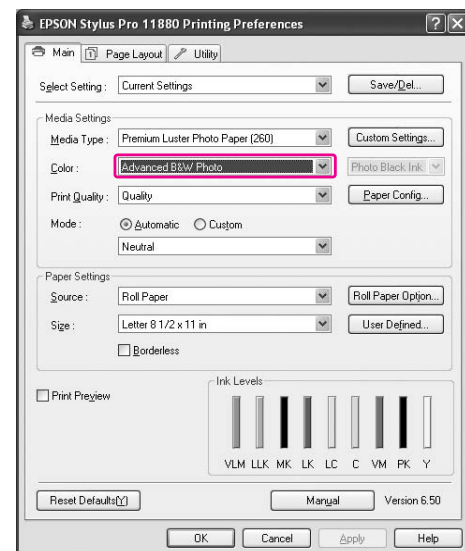 EPSON Stylus Pro 11880 Printing Preferences
Main Page Layout Utility
Select Setting : Current Settings Save/Del...
Media Settings
Media Type : Premium Luster Photo Paper (260) Custom Settings...
Color : Advanced B&W Photo Photo Black Ink
Print Quality : Quality Paper Config...
Mode : Automatic Custom
Neutral
Paper Settings
Source : Roll Paper Roll Paper Option...
Size : Letter 8 1/2 x 11 in User Defined...
Borderless
Print Preview
Ink Levels
VLM LLK MK LK LC C VM PK Y
Reset Defaults(Y) Manual Version 6.50
OK Cancel Apply Help